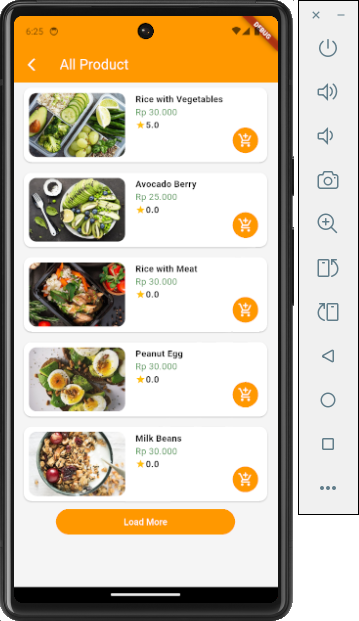 6:25
DEBUG
All Product
Rice with Vegetables
Rp 30.000
5.0
Avocado Berry
Rp 25.000
0.0
Rice with Meat
Rp 30.000
0.0
Peanut Egg
Rp 30.000
0.0
Milk Beans
Rp 30.000
0.0
Load More